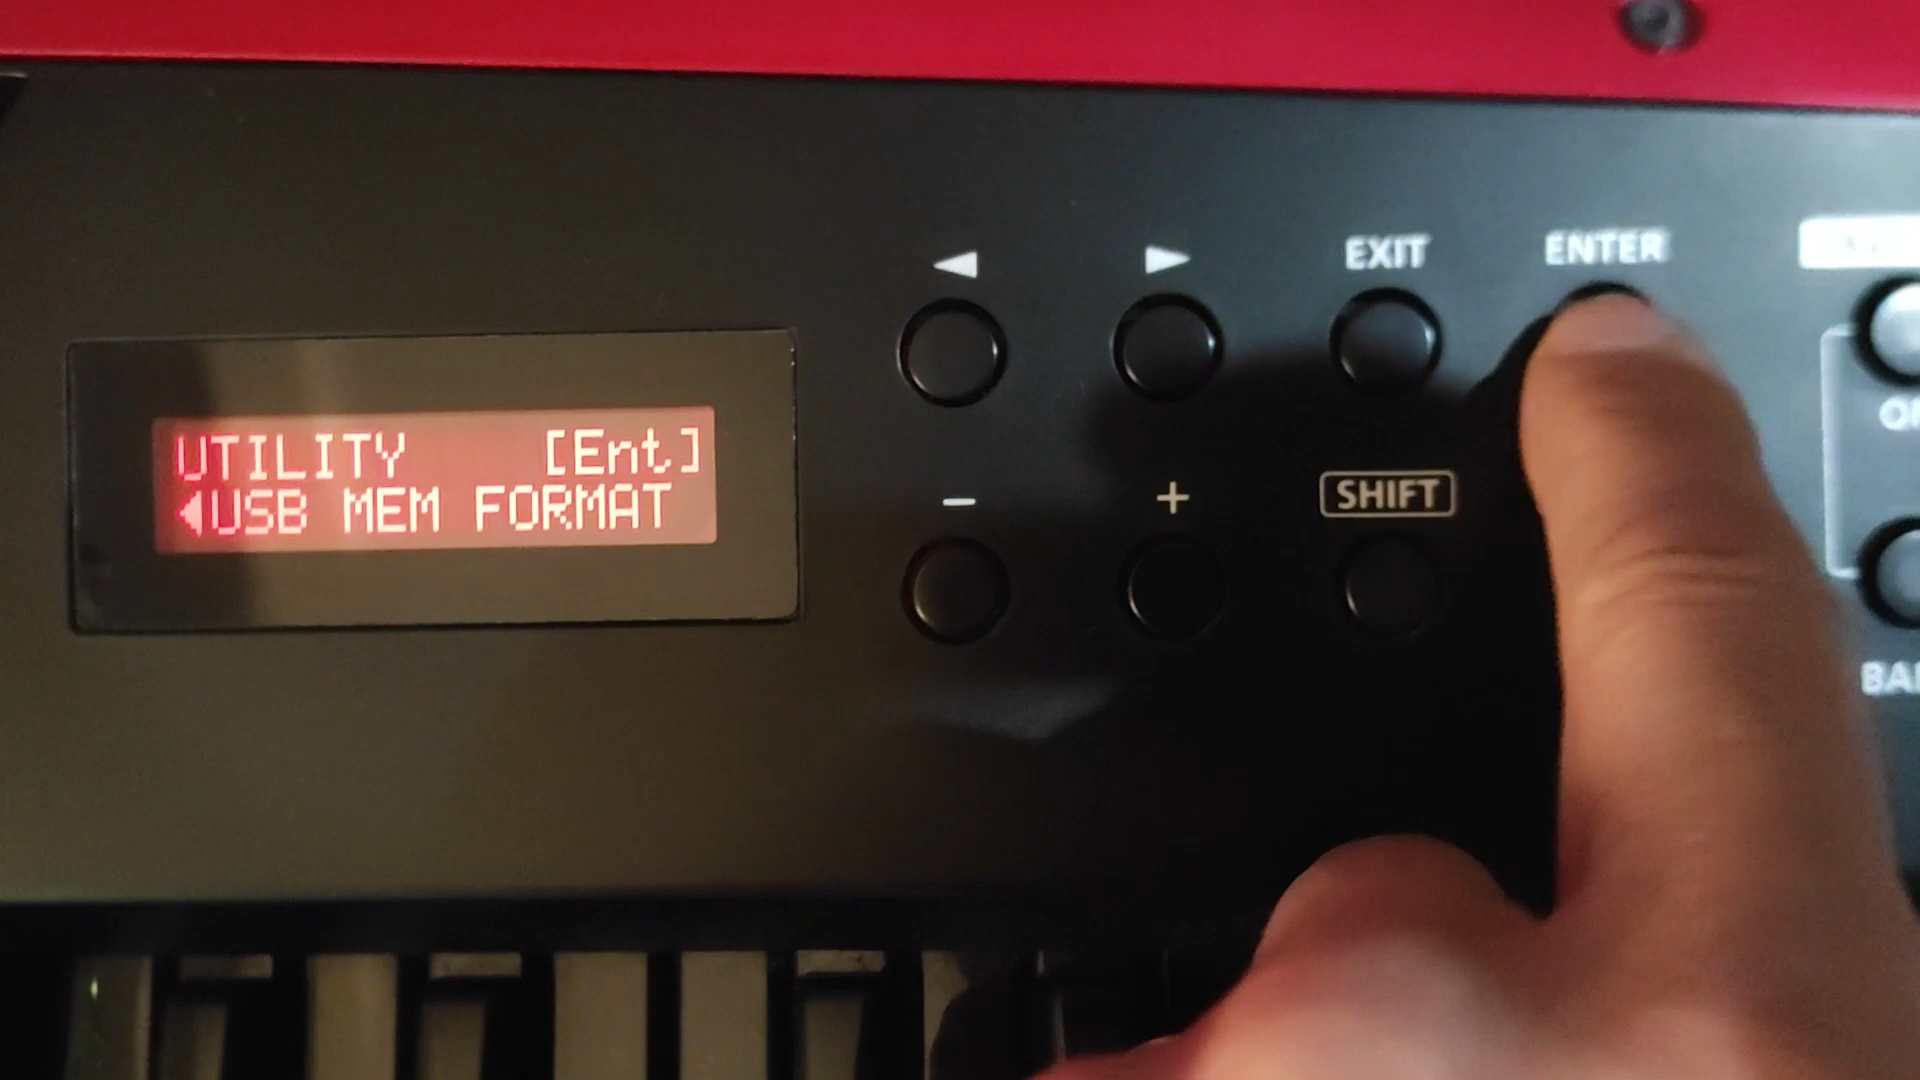 EXIT ENTER
UTILITY [Ent]
◀USB MEM FORMAT
− + SHIFT